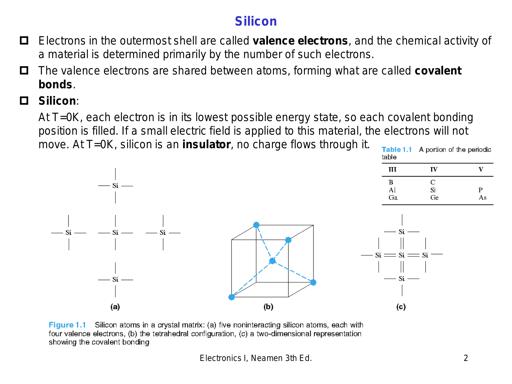 Silicon
Electrons in the outermost shell are called valence electrons, and the chemical activity of
a material is determined primarily by the number of such electrons.
The valence electrons are shared between atoms, forming what are called covalent
bonds.
Silicon:
At T=0K, each electron is in its lowest possible energy state, so each covalent bonding
position is filled. If a small electric field is applied to this material, the electrons will not
move. At T=0K, silicon is an insulator, no charge flows through it.
Table 1.1 A portion of the periodic
table
III IV V
B C
Al Si P
Ga Ge As
Si
Si Si Si
Si
(a)
(b)
Si
Si Si Si
Si
(c)
Figure 1.1 Silicon atoms in a crystal matrix: (a) five noninteracting silicon atoms, each with
four valence electrons, (b) the tetrahedral configuration, (c) a two-dimensional representation
showing the covalent bonding
Electronics I, Neamen 3th Ed.
2